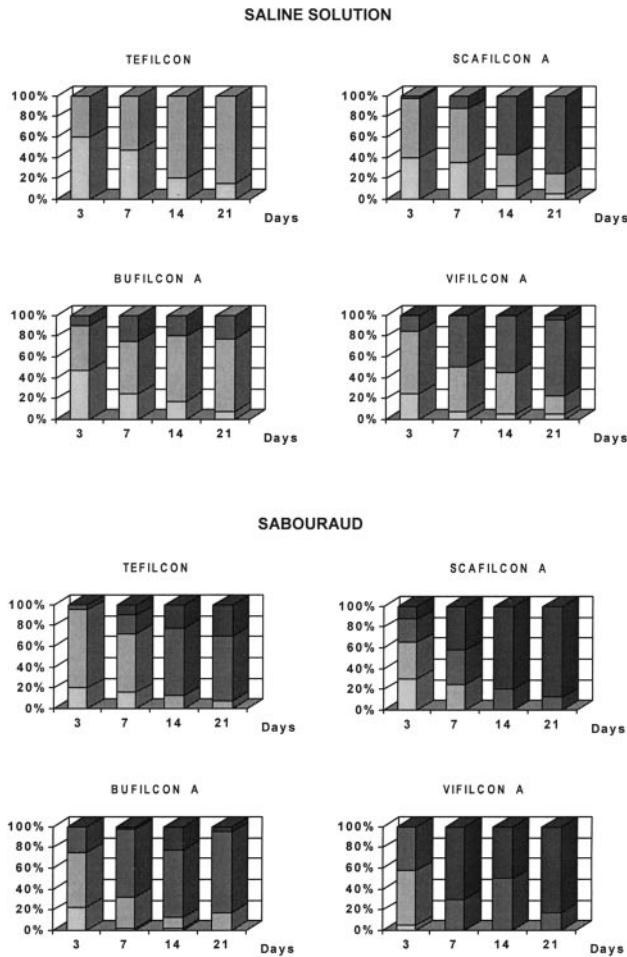 SALINE SOLUTION
TEFILCON
100%
80%
60%
40%
20%
0%
3 7 14 21 Days
SCAFILCON A
100%
80%
60%
40%
20%
0%
3 7 14 21 Days
BUFILCON A
100%
80%
60%
40%
20%
0%
3 7 14 21 Days
VIFILCON A
100%
80%
60%
40%
20%
0%
3 7 14 21 Days
SABOURAUD
TEFILCON
100%
80%
60%
40%
20%
0%
3 7 14 21 Days
SCAFILCON A
100%
80%
60%
40%
20%
0%
3 7 14 21 Days
BUFILCON A
100%
80%
60%
40%
20%
0%
3 7 14 21 Days
VIFILCON A
100%
80%
60%
40%
20%
0%
3 7 14 21 Days